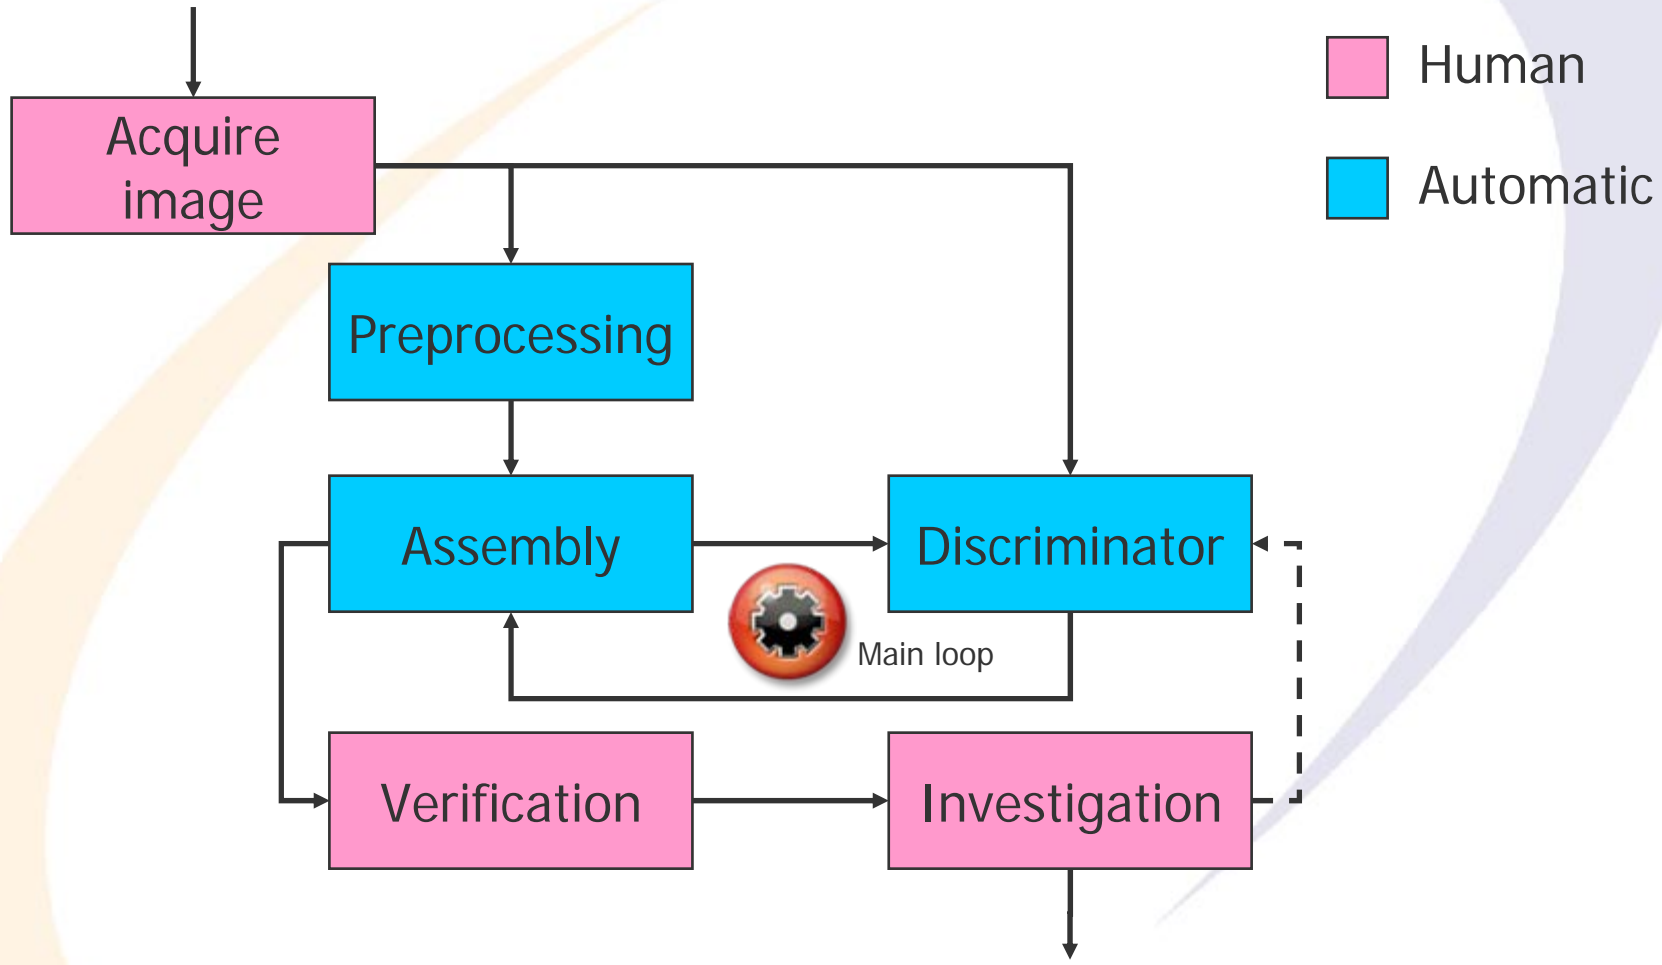 Human
Acquire
image
Automatic
Preprocessing
Assembly
Discriminator
Main loop
Verification
Investigation